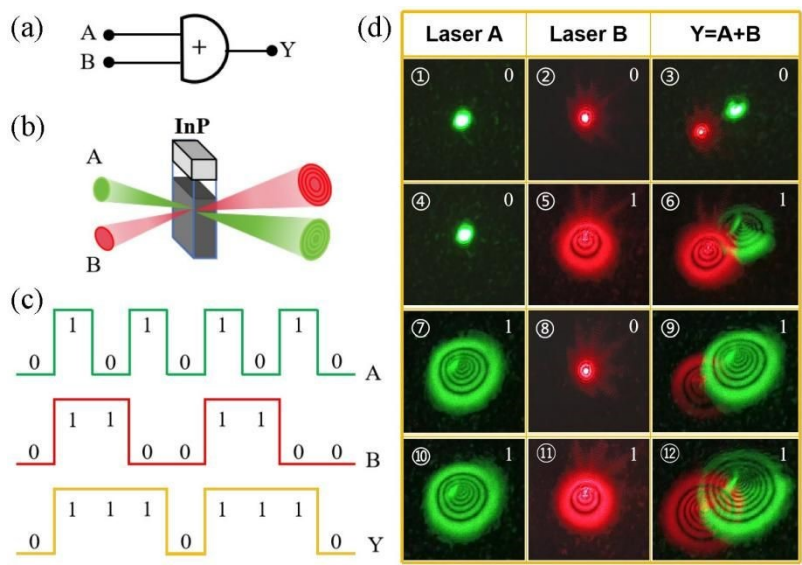 (a)
A
B
+
Y
(b)
InP
A
B
(c)
0 1 0 1 0 1 0 1 0 A
0 1 1 0 0 1 1 0 0 B
0 1 1 1 0 1 1 1 0 Y
(d)
Laser A Laser B Y=A+B
① 0 ② 0 ③ 0
④ 0 ⑤ 1 ⑥ 1
⑦ 1 ⑧ 0 ⑨ 1
⑩ 1 ⑪ 1 ⑫ 1